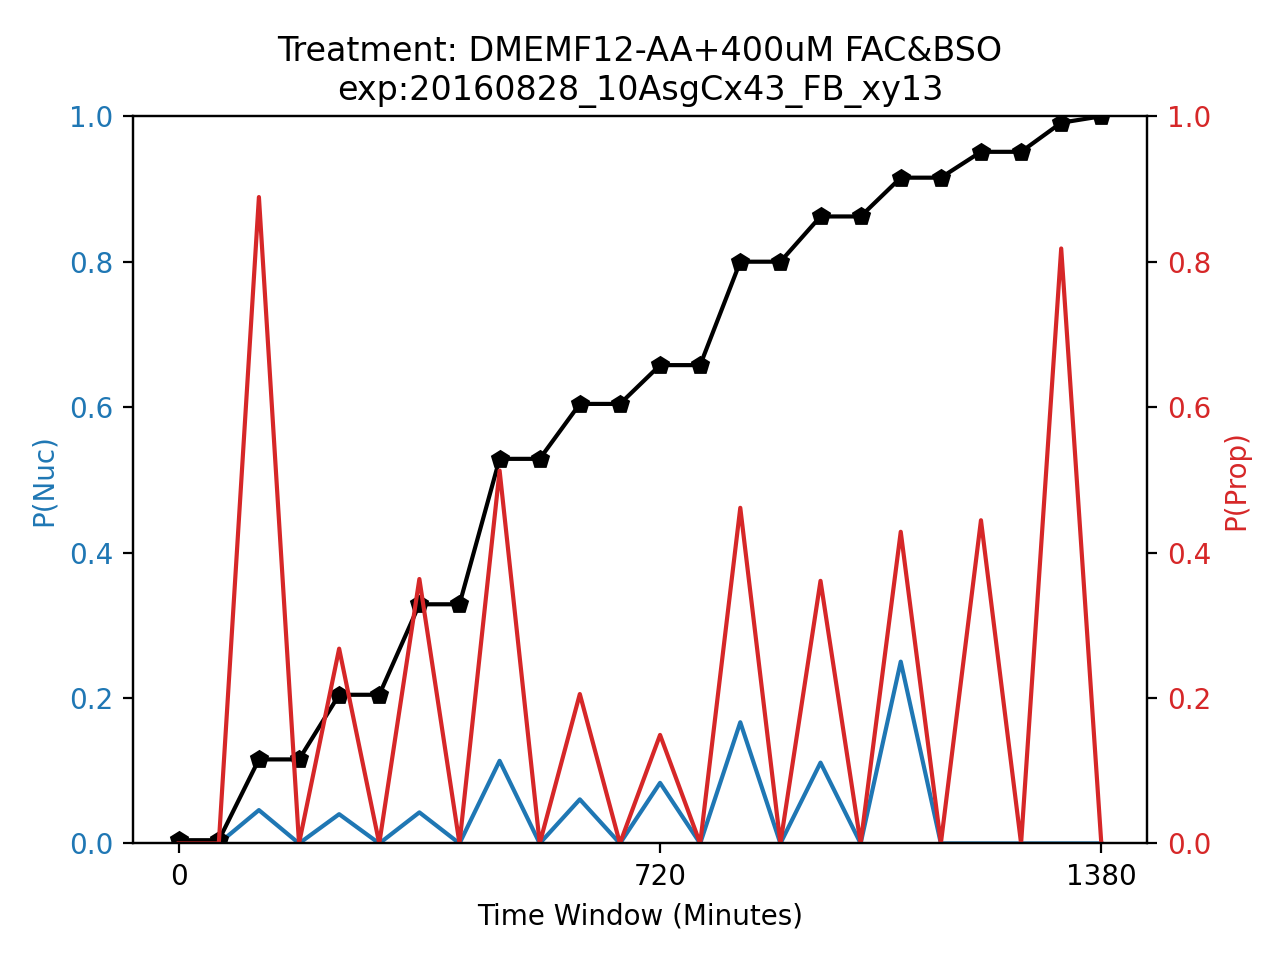 Treatment: DMEMF12-AA+400uM FAC&BSO
exp:20160828_10AsgCx43_FB_xy13
1.0
0.8
0.6
0.4
0.2
0.0
P(Nuc)
1.0
0.8
0.6
0.4
0.2
0.0
P(Prop)
0 720 1380
Time Window (Minutes)